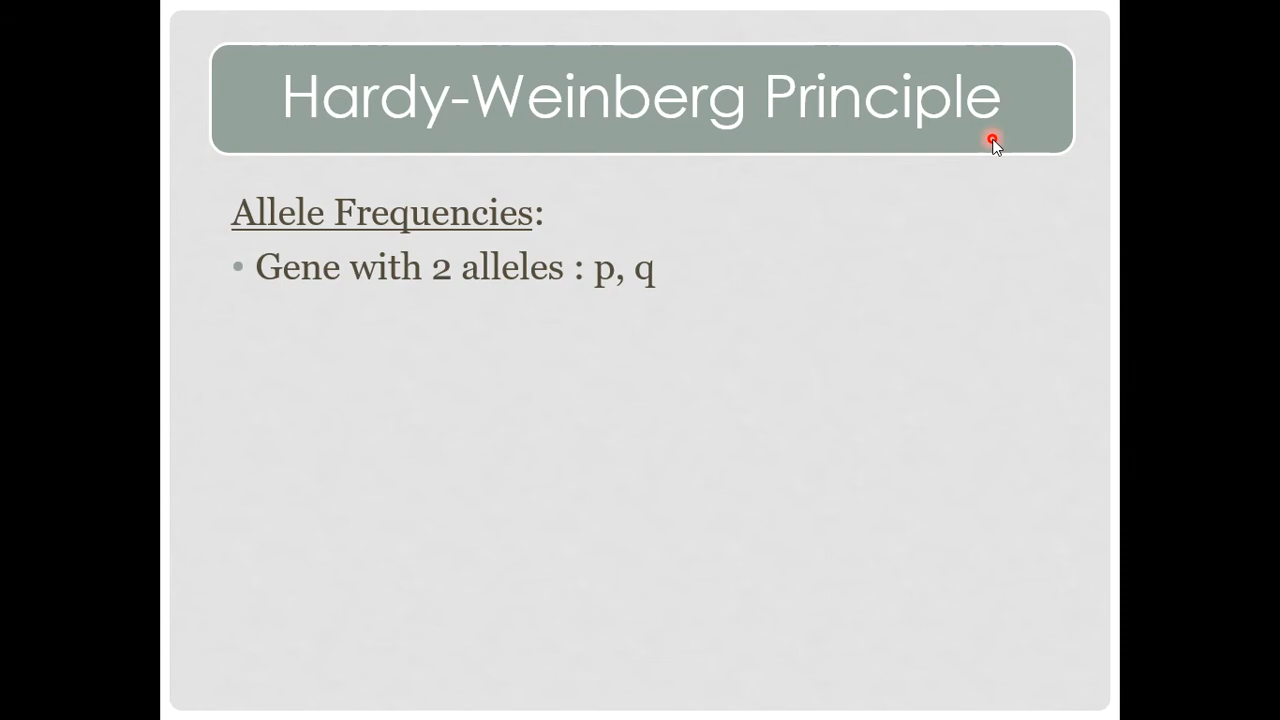 Hardy-Weinberg Principle
Allele Frequencies:
• Gene with 2 alleles : p, q